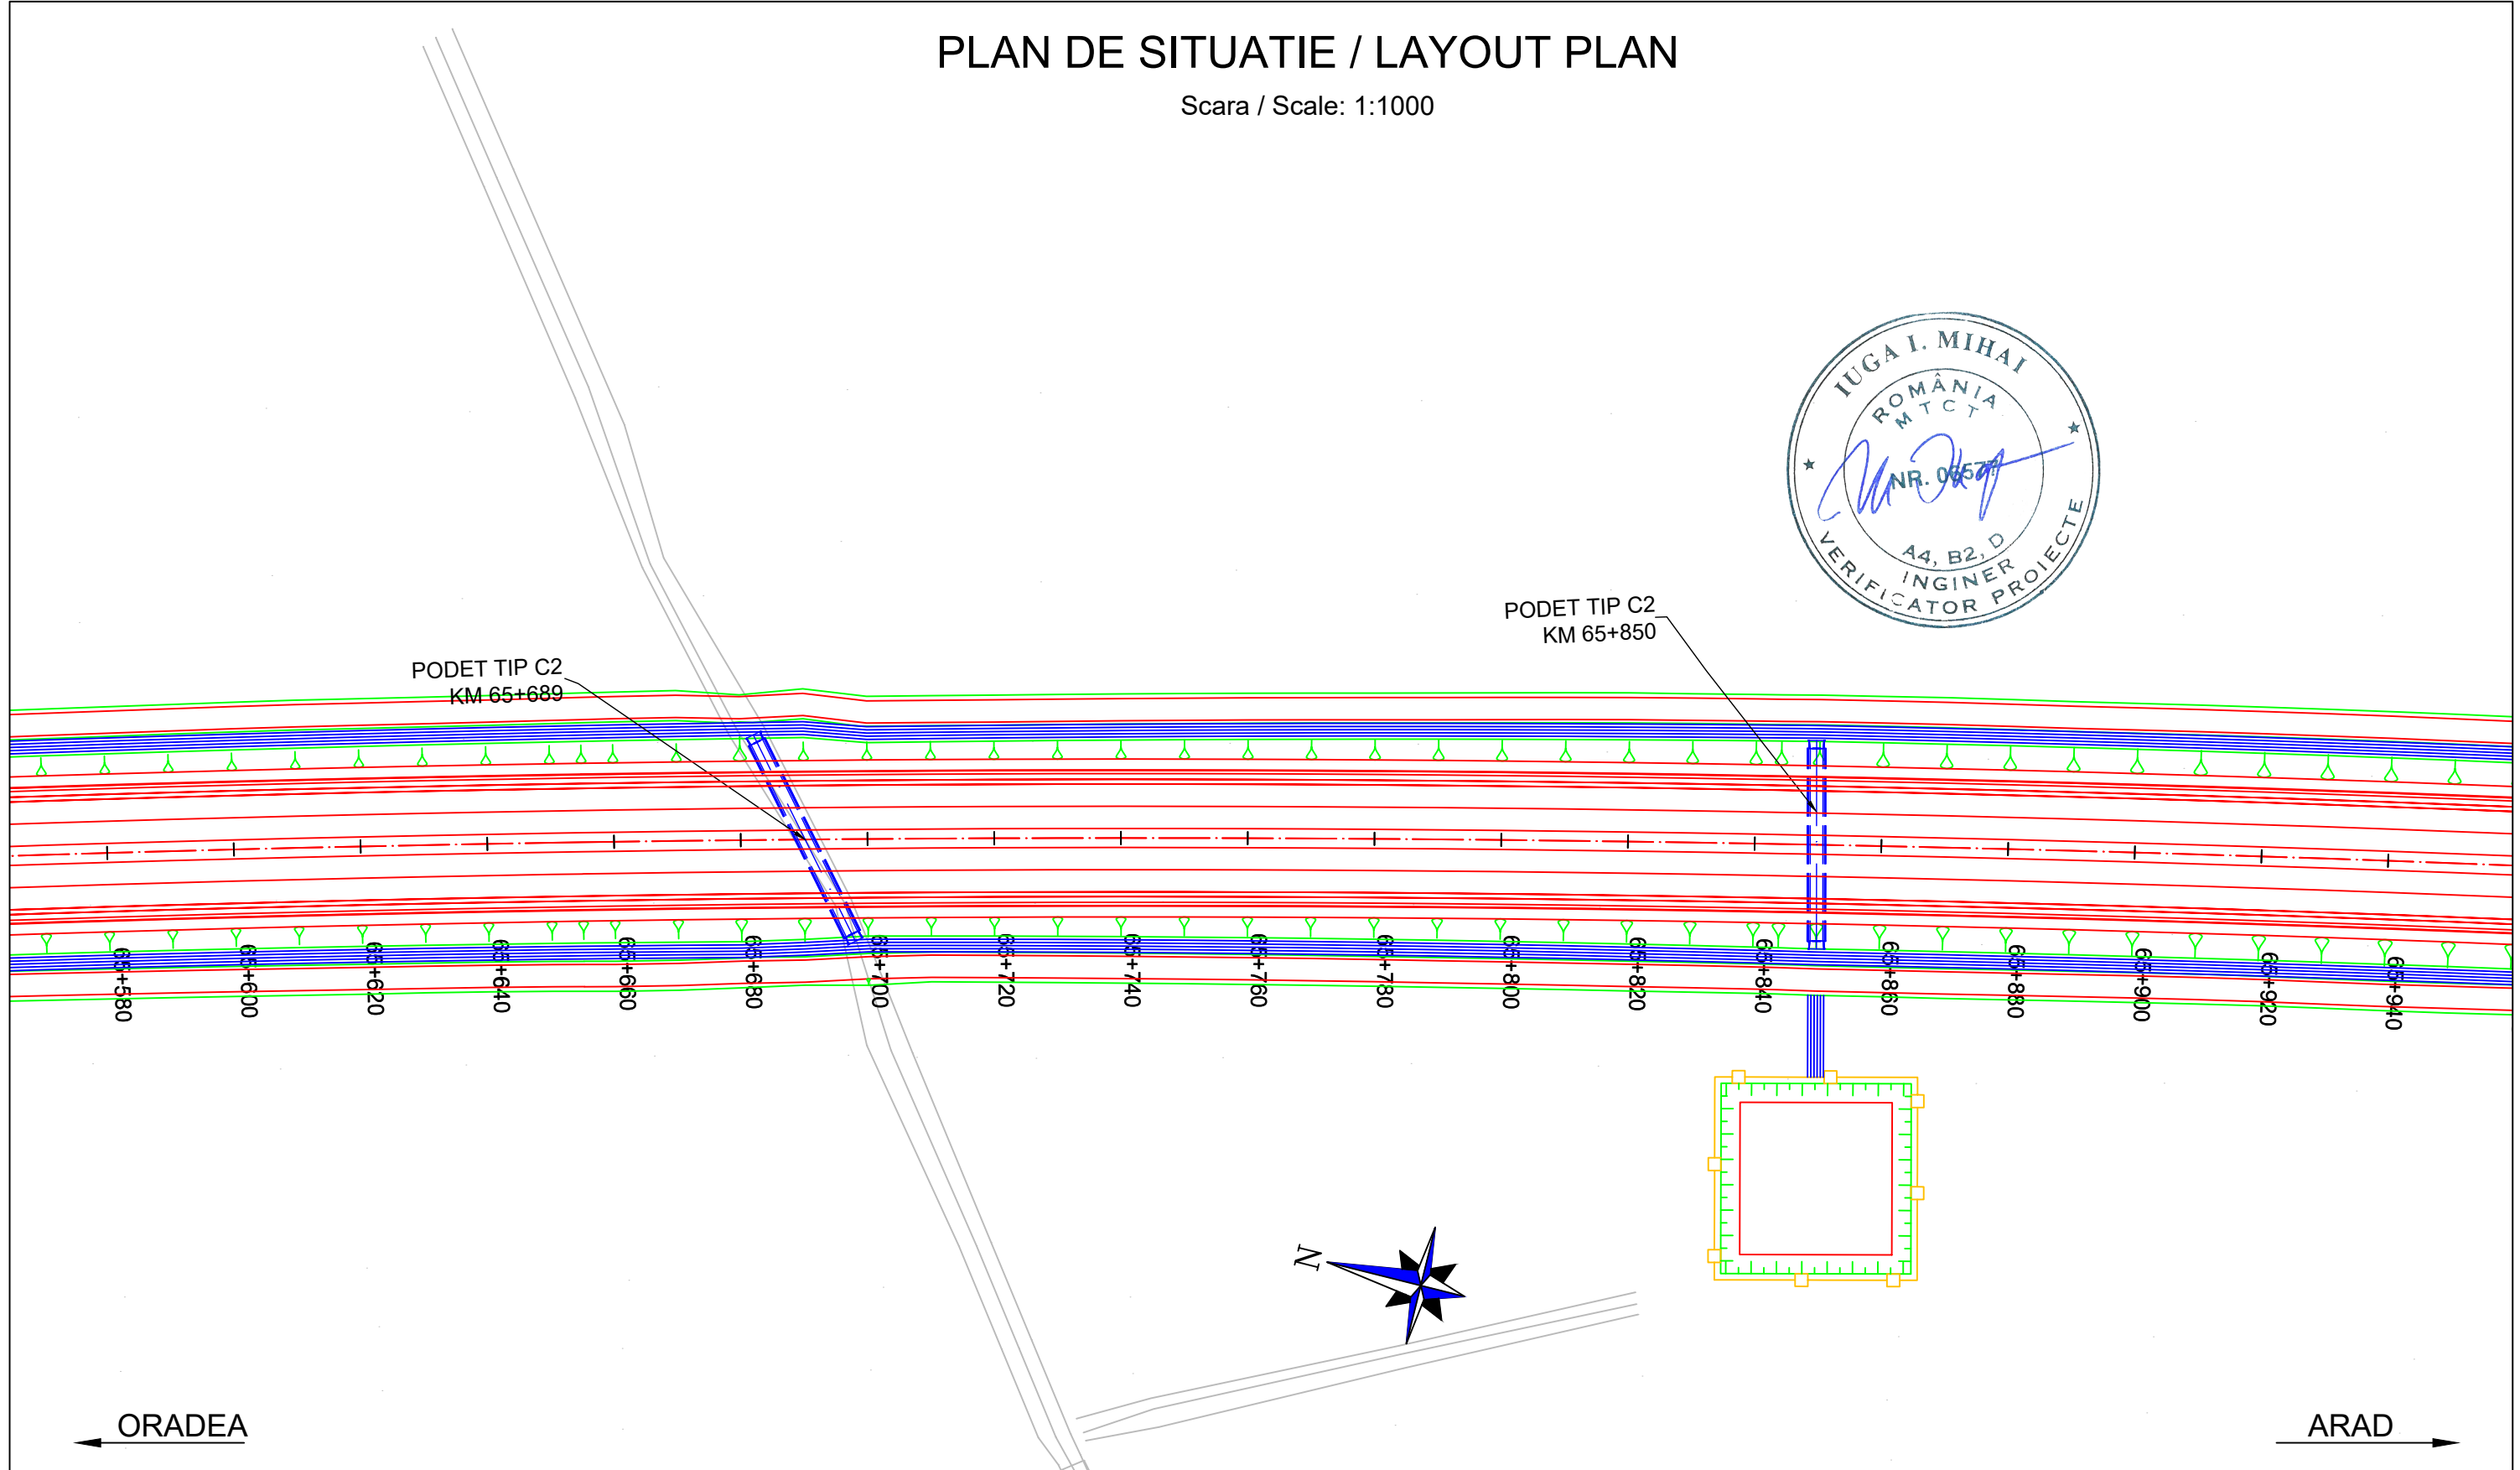 PLAN DE SITUATIE / LAYOUT PLAN
Scara / Scale: 1:1000
IUGA I. MIHAI
ROMÂNIA
M T C T
NR. 06577
A4, B2, D
INGINER
VERIFICATOR PROIECTE
PODET TIP C2
KM 65+850
PODET TIP C2
KM 65+689
65+580
65+600
65+620
65+640
65+660
65+680
65+700
65+720
65+740
65+760
65+780
65+800
65+820
65+840
65+860
65+880
65+900
65+920
65+940
N
ORADEA
ARAD